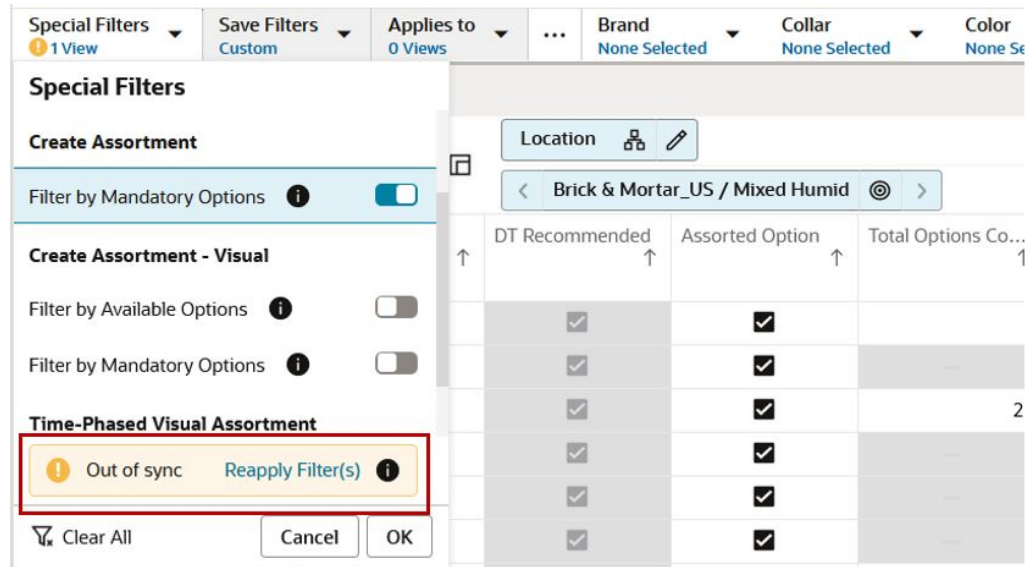 Special Filters Save Filters Applies to ... Brand Collar Color
1 View Custom 0 Views None Selected None Selected None Se
Special Filters
Create Assortment
Location
Filter by Mandatory Options
Brick & Mortar_US / Mixed Humid
DT Recommended Assorted Option Total Options Co...
Create Assortment - Visual
Filter by Available Options
Filter by Mandatory Options
Time-Phased Visual Assortment
2
Out of sync Reapply Filter(s)
Clear All Cancel OK